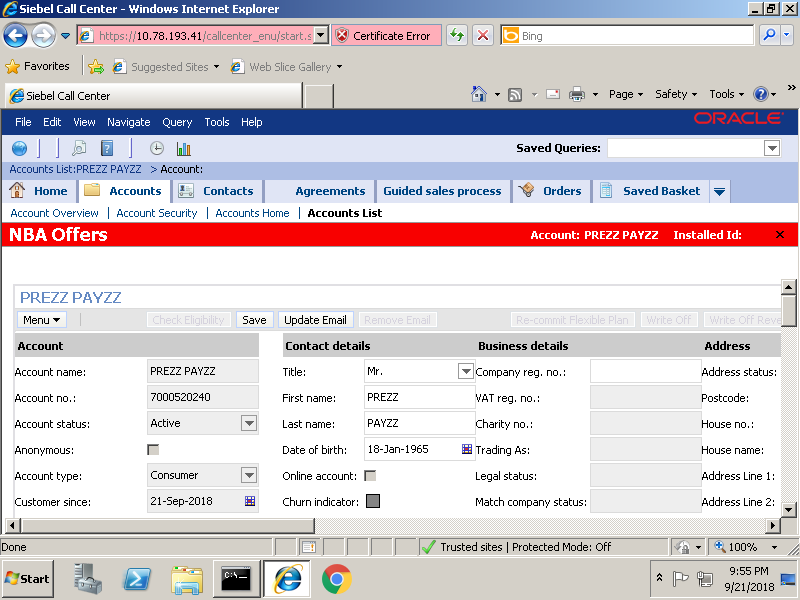 Siebel Call Center - Windows Internet Explorer
https://10.78.193.41/callcenter_enu/start.s
Certificate Error
Bing
Favorites
Suggested Sites
Web Slice Gallery
Siebel Call Center
Page
Safety
Tools
»
File Edit View Navigate Query Tools Help
ORACLE
Saved Queries:
Accounts List:PREZZ PAYZZ > Account:
Home Accounts Contacts Agreements Guided sales process Orders Saved Basket
Account Overview | Account Security | Accounts Home | Accounts List
NBA Offers Account: PREZZ PAYZZ Installed Id: ×
PREZZ PAYZZ
Menu Check Eligibility Save Update Email Remove Email Re-commit Flexible Plan Write Off Write Off Reve
Account Contact details Business details Address
Account name: PREZZ PAYZZ Title: Mr. Company reg. no.: Address status:
Account no.: 7000520240 First name: PREZZ VAT reg. no.: Postcode:
Account status: Active Last name: PAYZZ Charity no.: House no.:
Anonymous: Date of birth: 18-Jan-1965 Trading As: House name:
Account type: Consumer Online account: Legal status: Address Line 1:
Customer since: 21-Sep-2018 Churn indicator: Match company status: Address Line 2:
Done Trusted sites | Protected Mode: Off 100%
Start C:\. 9:55 PM
9/21/2018